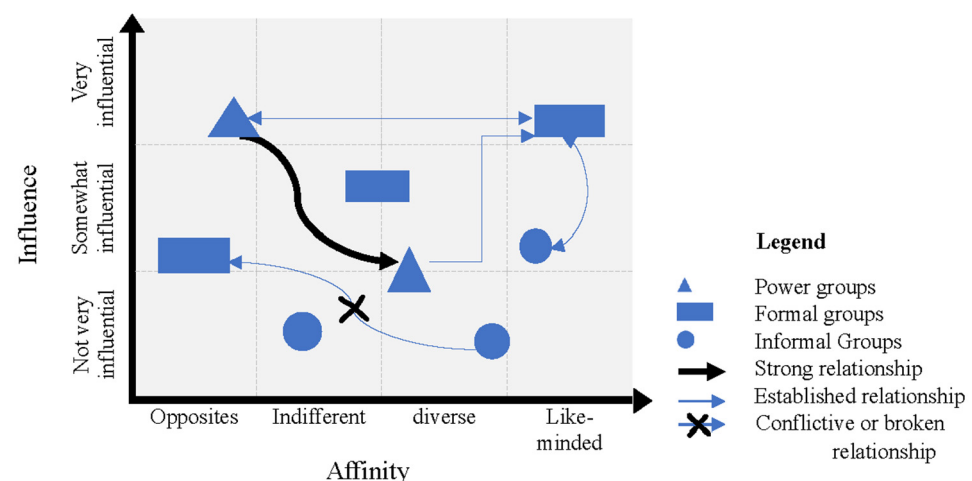 Influence
Very
influential
Somewhat
influential
Not very
influential
Opposites
Indifferent
diverse
Like-
minded
Affinity
Legend
Power groups
Formal groups
Informal Groups
Strong relationship
Established relationship
Conflictive or broken
relationship